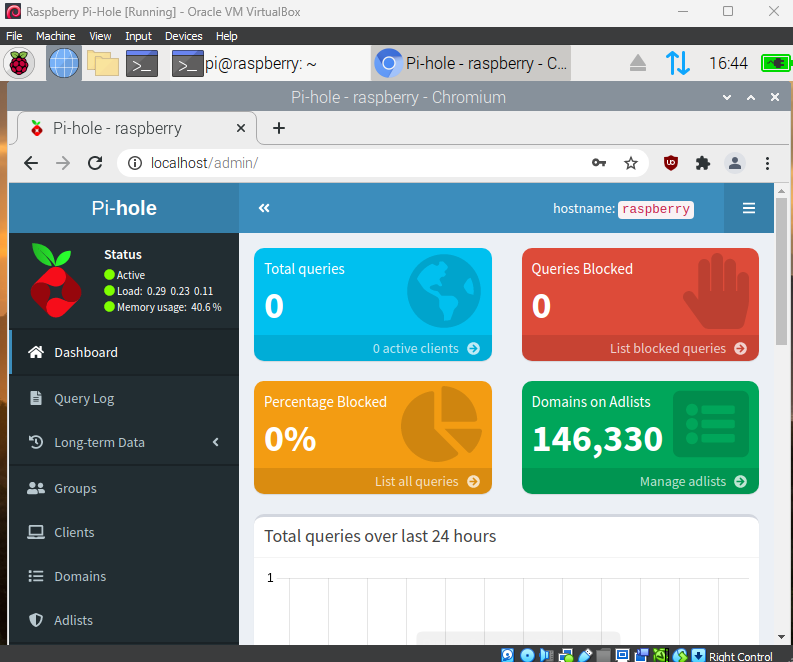 Raspberry Pi-Hole [Running] - Oracle VM VirtualBox
File Machine View Input Devices Help
pi@raspberry: ~
Pi-hole - raspberry - C...
16:44
Pi-hole - raspberry - Chromium
Pi-hole - raspberry
localhost/admin/
Pi-hole
hostname: raspberry
Status
Active
Load: 0.29 0.23 0.11
Memory usage: 40.6 %
Dashboard
Query Log
Long-term Data
Groups
Clients
Domains
Adlists
Total queries
0
0 active clients
Queries Blocked
0
List blocked queries
Percentage Blocked
0%
List all queries
Domains on Adlists
146,330
Manage adlists
Total queries over last 24 hours
1
Right Control